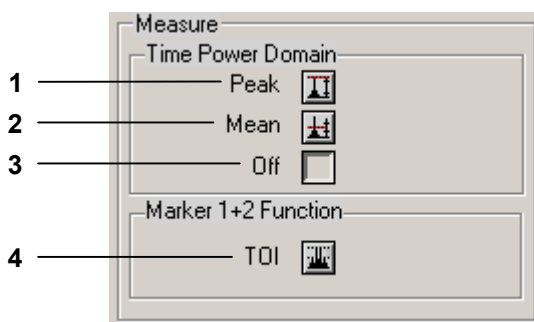 Measure
Time Power Domain
1 Peak
2 Mean
3 Off
Marker 1+2 Function
4 TOI